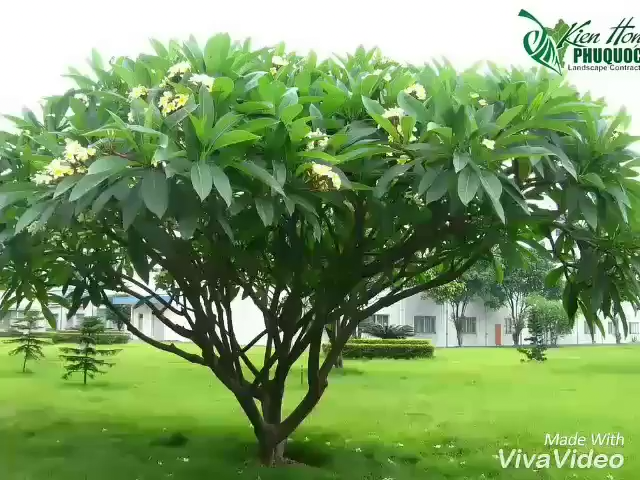 Kien Hon
PHUQUOC
Landscape Contract
Made With
VivaVideo